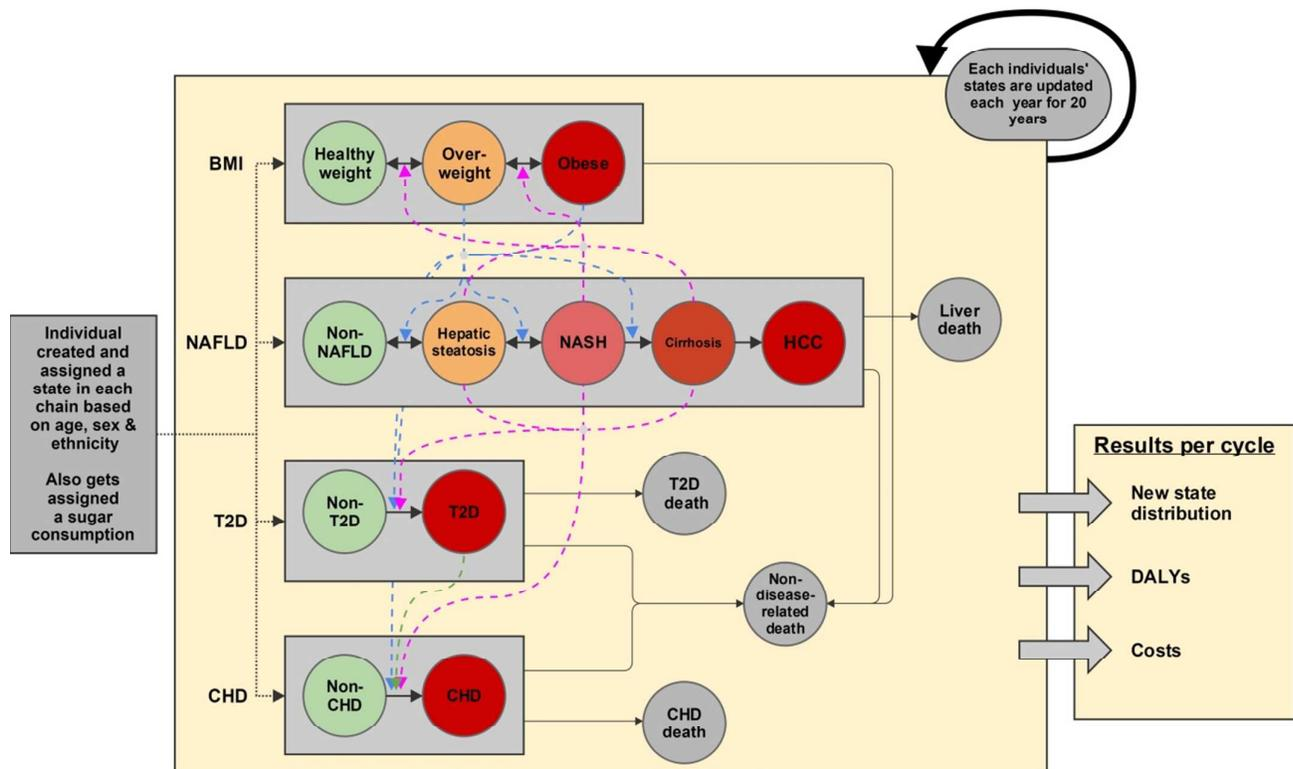 Each individuals'
states are updated
each year for 20
years
BMI
Healthy
weight
Over-
weight
Obese
NAFLD
Non-
NAFLD
Hepatic
steatosis
NASH
Cirrhosis
HCC
Liver
death
Individual
created and
assigned a
state in each
chain based
on age, sex &
ethnicity
Also gets
assigned
a sugar
consumption
T2D
Non-
T2D
T2D
T2D
death
Non-
disease-
related
death
CHD
Non-
CHD
CHD
CHD
death
Results per cycle
New state
distribution
DALYs
Costs